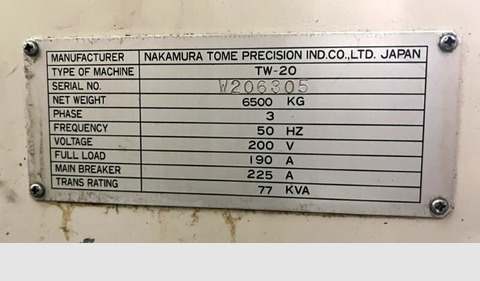 MANUFACTURER NAKAMURA TOME PRECISION IND.CO.,LTD. JAPAN
TYPE OF MACHINE TW-20
SERIAL NO. W206305
NET WEIGHT 6500 KG
PHASE 3
FREQUENCY 50 HZ
VOLTAGE 200 V
FULL LOAD 190 A
MAIN BREAKER 225 A
TRANS RATING 77 KVA